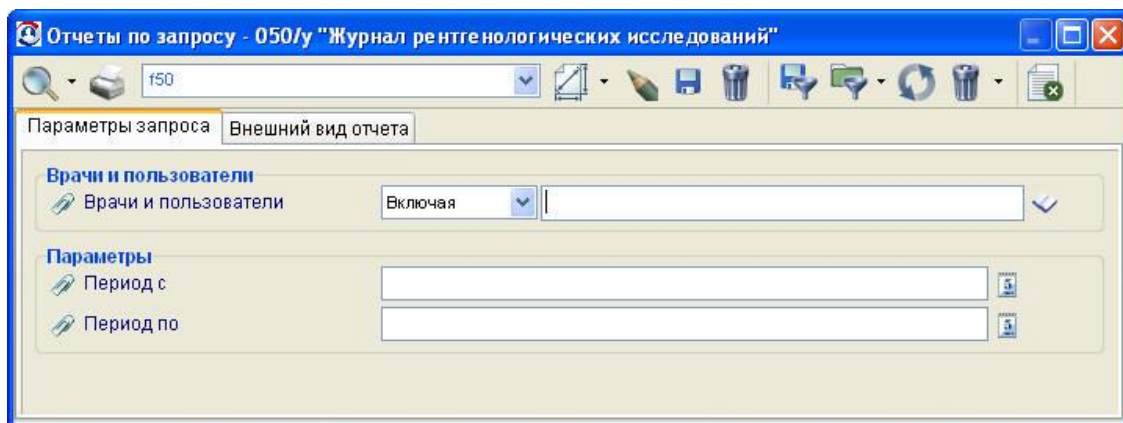 Отчеты по запросу - 050/у "Журнал рентгенологических исследований"
f50
Параметры запроса Внешний вид отчета
Врачи и пользователи
Врачи и пользователи Включая
Параметры
Период с
Период по